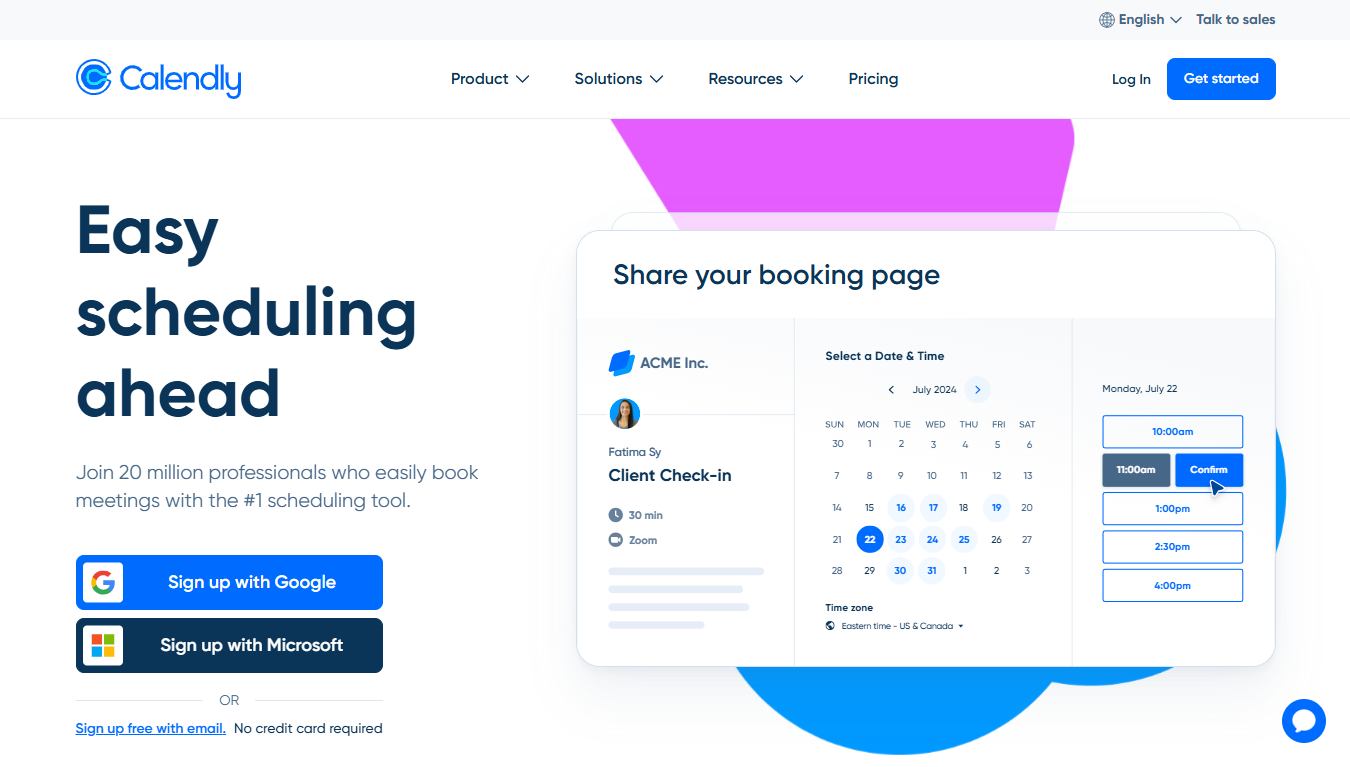 English
Talk to sales
Calendly
Product
Solutions
Resources
Pricing
Log In
Get started
Easy
scheduling
ahead
Join 20 million professionals who easily book
meetings with the #1 scheduling tool.
Sign up with Google
Sign up with Microsoft
OR
Sign up free with email. No credit card required
Share your booking page
ACME Inc.
Fatima Sy
Client Check-in
30 min
Zoom
Select a Date & Time
July 2024
SUN MON TUE WED THU FRI SAT
30 1 2 3 4 5 6
7 8 9 10 11 12 13
14 15 16 17 18 19 20
21 22 23 24 25 26 27
28 29 30 31 1 2 3
Time zone
Eastern time - US & Canada
Monday, July 22
10:00am
11:00am Confirm
1:00pm
2:30pm
4:00pm